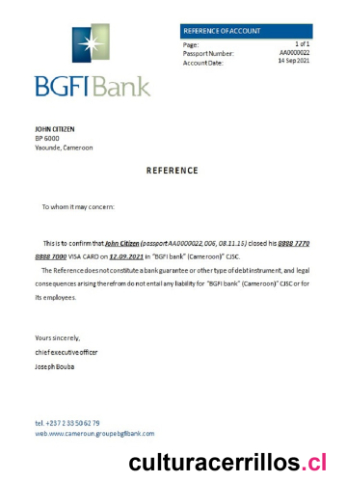 REFERENCE OF ACCOUNT
Page: 1 of 1
Passport Number: AA0000022
Account Date: 14 Sep 2021
BGFIBank
JOHN CITIZEN
BP 6000
Yaounde, Cameroon
REFERENCE
To whom it may concern:
This is to confirm that John Citizen (passport AA0000022, 006, 08.11.15) closed his 8888 7770
8888 7000 VISA CARD on 12.09.2021 in "BGFI bank" (Cameroon)" CJSC.
The Reference does not constitute a bank guarantee or other type of debt instrument, and legal
consequences arising therefrom do not entail any liability for "BGFI bank" (Cameroon)" CJSC or for
its employees.
Yours sincerely,
chief executive officer
Joseph Bouba
tel. +237 2 33 50 62 79
web.www.cameroun.groupebgfibank.com
culturacerrillos.cl